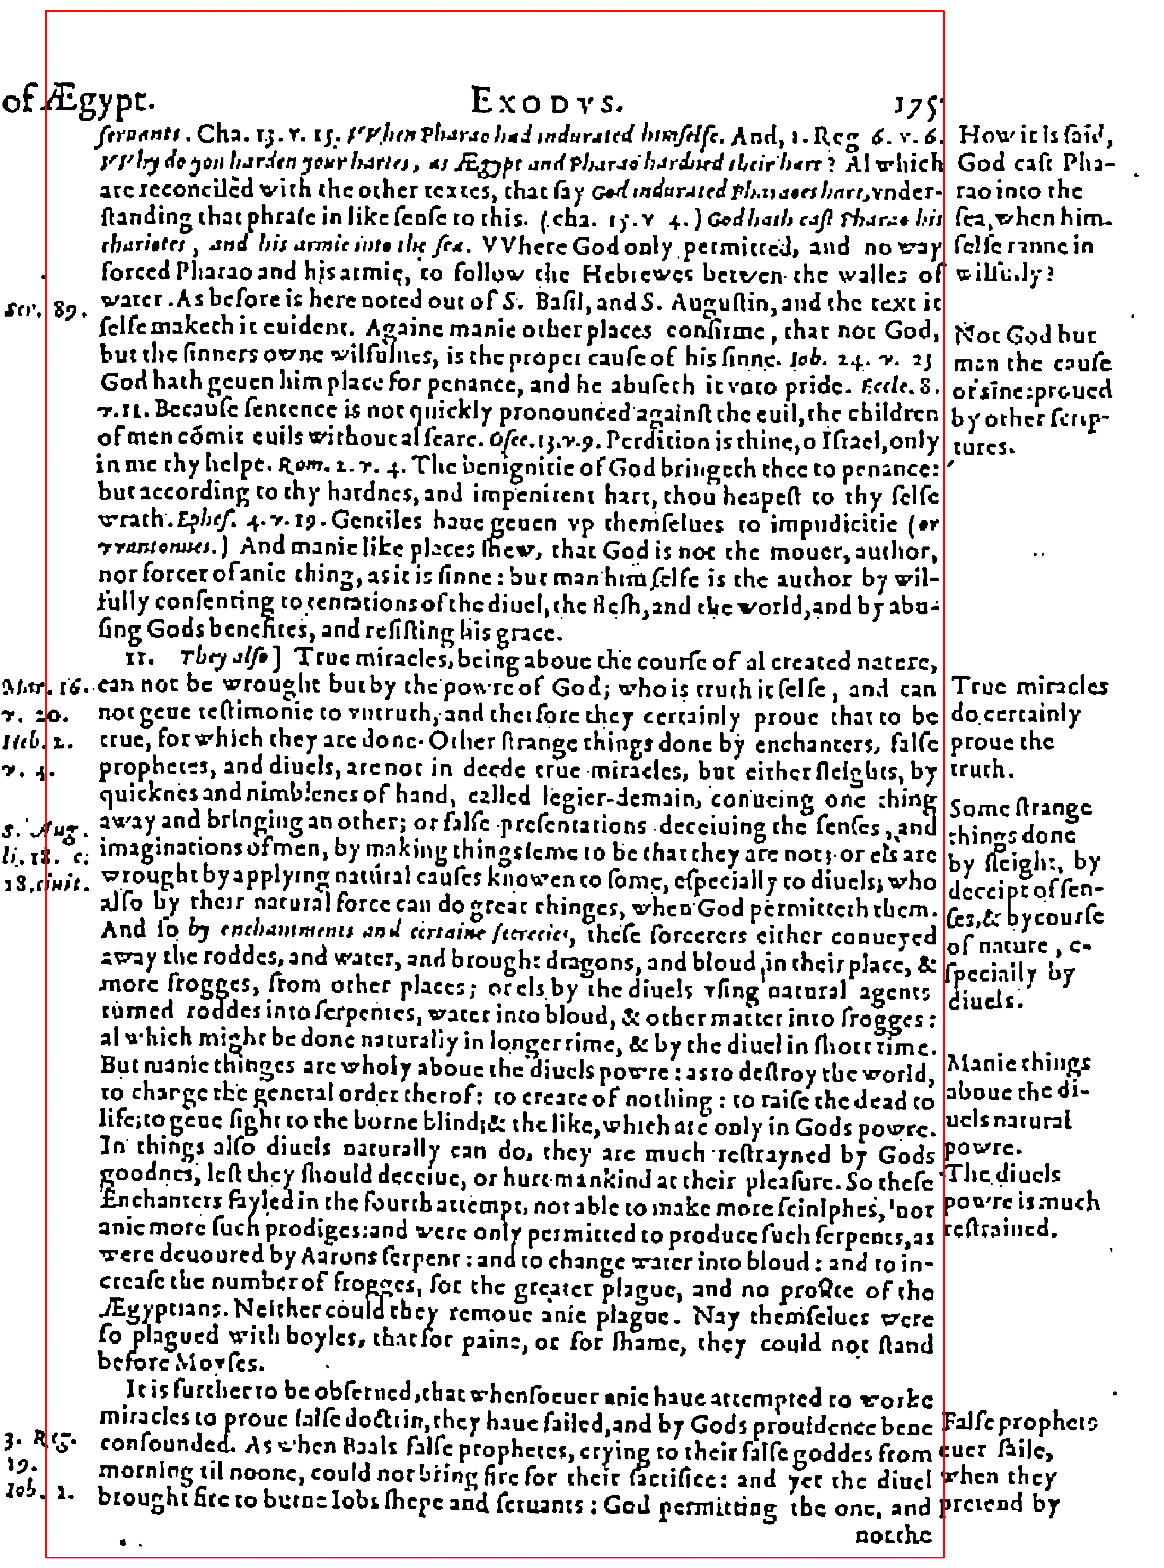 of Ægypt. EXODVS. 175
seruants. Cha. 13. v. 15. VVhen Pharao had indurated himselfe. And, 1. Reg 6. v. 6.
VVhy do you harden your hartes, as Ægypt and Pharao hardned their hart? Al which
are reconciled with the other textes, that say God indurated Pharaoes hart, vnder-
standing that phrase in like sense to this. (cha. 15. v 4.) God hath cast Pharao his
chariotes, and his armie into the sea. VVhere God only permitted, and no way
forced Pharao and his armie, to follow the Hebrewes betwen the walles of
water. As before is here noted out of S. Basil, and S. Augustin, and the text it
selfe maketh it euident. Againe manie other places confirme, that not God,
but the sinners owne wilfulnes, is the proper cause of his sinne. Iob. 24. v. 23
God hath geuen him place for penance, and he abuseth it vnto pride. Eccle. 8.
v. 11. Because sentence is not quickly pronounced against the euil, the children
of men cōmit euils without al feare. Osee. 13. v. 9. Perdition is thine, o Israel, only
in me thy helpe. Rom. 2. v. 4. The benignitie of God bringeth thee to penance:
but according to thy hardnes, and impenitent hart, thou heapest to thy selfe
wrath. Ephes. 4. v. 19. Gentiles haue geuen vp themselues to impudicitie (or
vvantonnes.) And manie like places shew, that God is not the mouer, author,
nor forcer of anie thing, as it is sinne: but man him selfe is the author by wil-
fully consenting to tentations of the diuel, the flesh, and the world, and by abu-
sing Gods benefites, and resisting his grace.
11. They also] True miracles, being aboue the course of al created nature,
can not be wrought but by the powre of God; who is truth it selfe, and can
not geue testimonie to vntruth, and therfore they certainly proue that to be
true, for which they are done. Other strange things done by enchanters, false
prophetes, and diuels, are not in deede true miracles, but either sleights, by
quicknes and nimblenes of hand, called legier-demain, conueing one thing
away and bringing an other; or false presentations deceiuing the senses, and
imaginations of men, by making things seme to be that they are not; or els are
wrought by applying natural causes knowen to some, especially to diuels; who
also by their natural force can do great thinges, when God permitteth them.
And so by enchantments and certaine secrecies, these sorcerers either conueyed
away the roddes, and water, and brought dragons, and bloud in their place, &
more frogges, from other places; or els by the diuels vsing natural agents
turned roddes into serpentes, water into bloud, & other matter into frogges:
al which might be done naturally in longer time, & by the diuel in short time.
But manie thinges are wholy aboue the diuels powre: as to destroy the world,
to change the general order therof: to create of nothing: to raise the dead to
life; to geue sight to the borne blind; & the like, which are only in Gods powre.
In things also diuels naturally can do, they are much restrayned by Gods
goodnes, lest they should deceiue, or hurt mankind at their pleasure. So these
Enchanters fayled in the fourth attempt, not able to make more sciniphes, nor
anie more such prodiges: and were only permitted to produce such serpents, as
were deuoured by Aarons serpent: and to change water into bloud: and to in-
crease the number of frogges, for the greater plague, and no profite of the
Ægyptians. Neither could they remoue anie plague. Nay themselues were
so plagued with boyles, that for paine, or for shame, they could not stand
before Moyses.
It is further to be obserued, that whensoeuer anie haue attempted to worke
miracles to proue false doctrin, they haue failed, and by Gods prouidence bene
confounded. As when Baals false prophetes, crying to their false goddes from
morning til noone, could not bring fire for their sacrifice: and yet the diuel
brought fire to burne Iobs shepe and seruants: God permitting the one, and
not the
How it is said,
God cast Pha-
rao into the
sea, when him-
selfe ranne in
wilfully?
Not God but
man the cause
of sinne: proued
by other scrip-
tures.
True miracles
do certainly
proue the
truth.
Some strange
things done
by sleight, by
deceipt of sen-
ses, & by course
of nature, e-
specially by
diuels.
Manie things
aboue the di-
uels natural
powre.
The diuels
powre is much
restrained.
False prophets
euer faile,
when they
pretend by
ser. 89.
Mar. 16.
v. 20.
Heb. 2.
v. 4.
S. Aug.
li. 18. c.
18. ciuit.
3. Reg.
19.
Iob. 1.